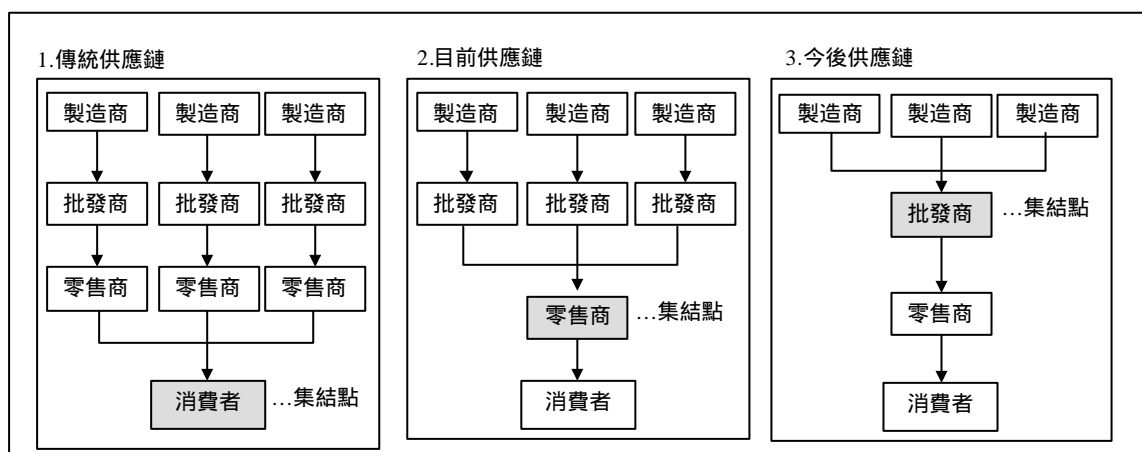 1.傳統供應鏈
製造商 製造商 製造商
批發商 批發商 批發商
零售商 零售商 零售商
消費者 …集結點
2.目前供應鏈
製造商 製造商 製造商
批發商 批發商 批發商
零售商 …集結點
消費者
3.今後供應鏈
製造商 製造商 製造商
批發商 …集結點
零售商
消費者